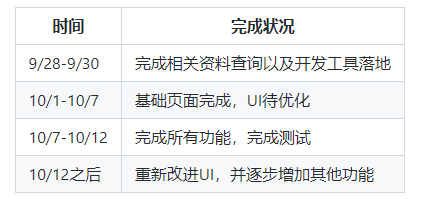 时间 完成状况
9/28-9/30 完成相关资料查询以及开发工具落地
10/1-10/7 基础页面完成，UI待优化
10/7-10/12 完成所有功能，完成测试
10/12之后 重新改进UI，并逐步增加其他功能